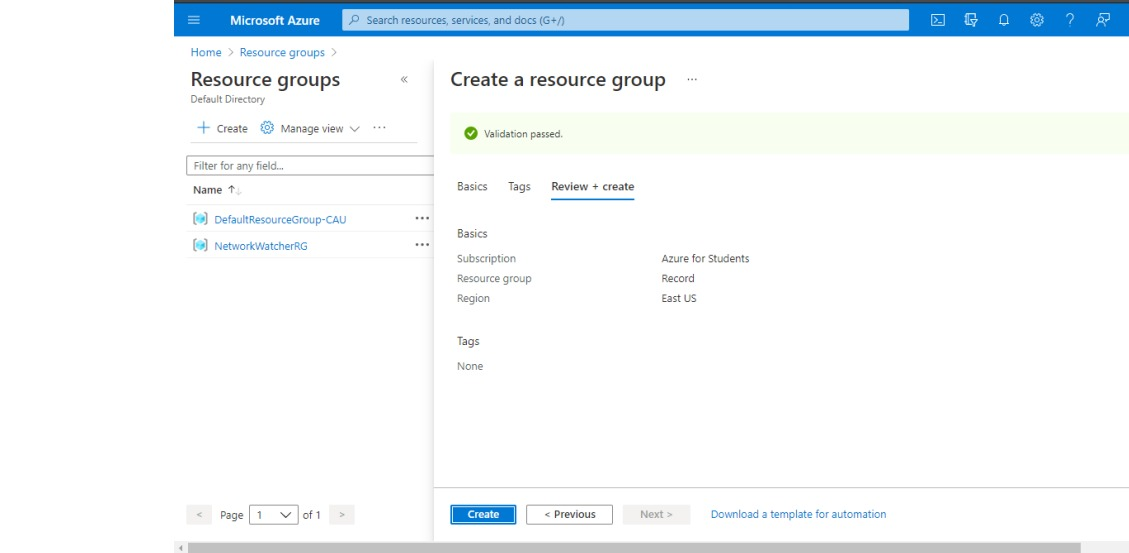 Microsoft Azure
Search resources, services, and docs (G+/)
Home > Resource groups >
Resource groups
Default Directory
Create Manage view
Filter for any field...
Name
DefaultResourceGroup-CAU
NetworkWatcherRG
< Page 1 of 1 >
Create a resource group
Validation passed.
Basics Tags Review + create
Basics
Subscription Azure for Students
Resource group Record
Region East US
Tags
None
Create < Previous Next > Download a template for automation